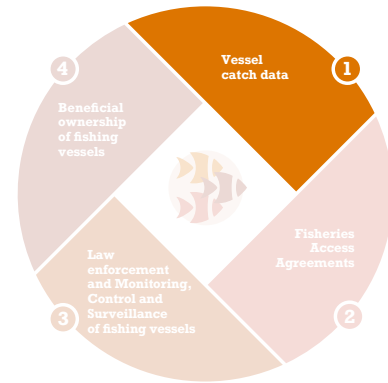 1
Vessel
catch data
2
Fisheries
Access
Agreements
3
Law
enforcement
and Monitoring,
Control and
Surveillance
of fishing vessels
4
Beneficial
ownership
of fishing
vessels